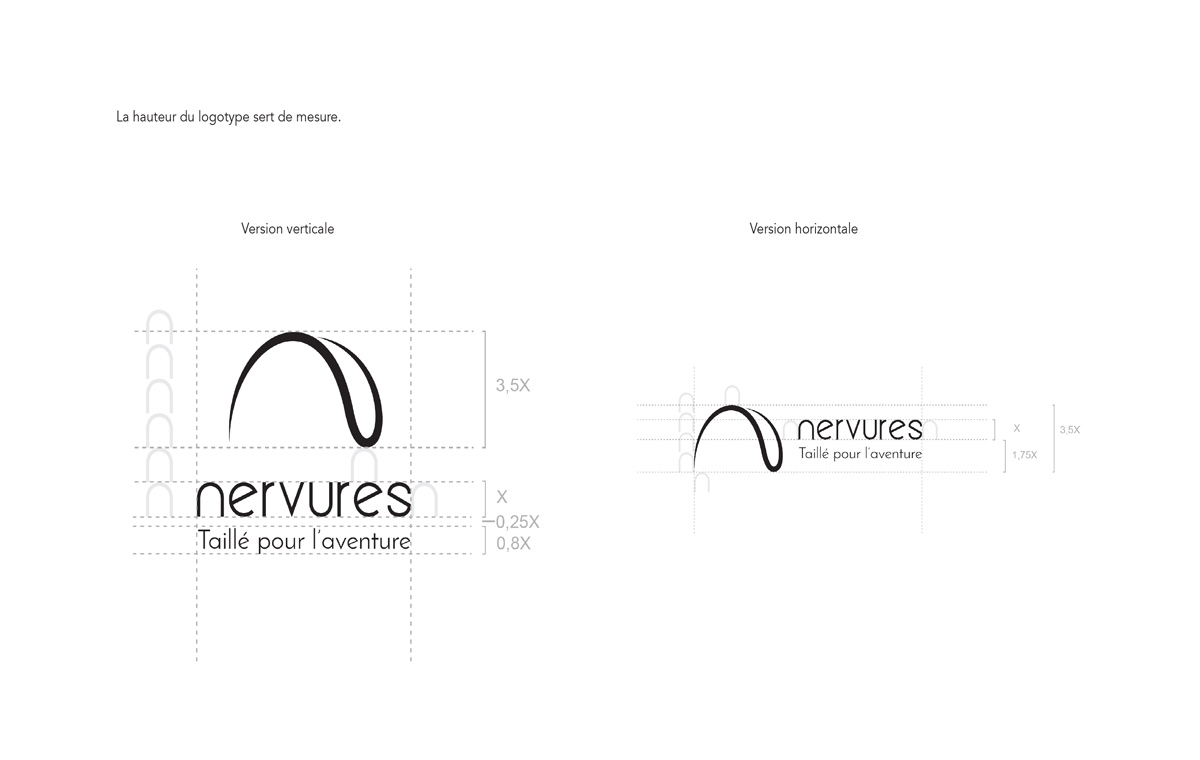 La hauteur du logotype sert de mesure.
Version verticale
3,5X
nervures
X
0,25X
Taillé pour l'aventure
0,8X
Version horizontale
nervures
Taillé pour l'aventure
X
1,75X
3,5X